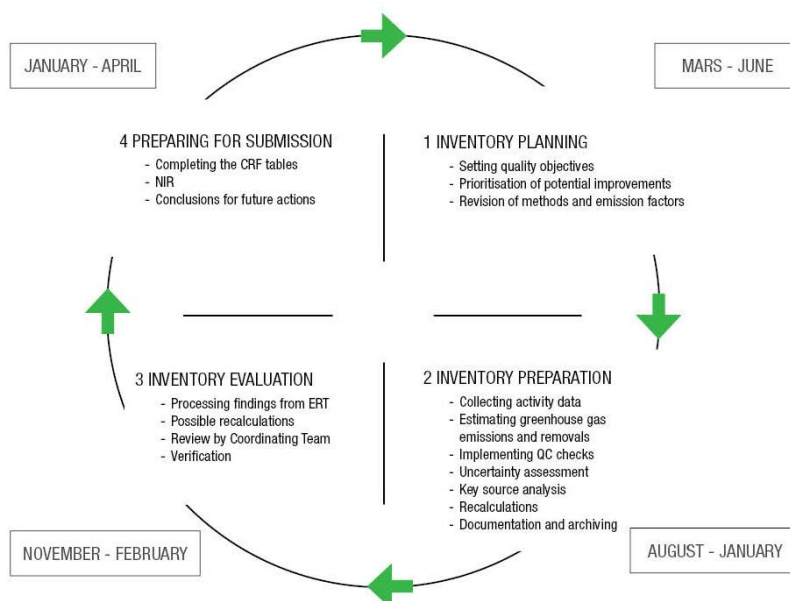 JANUARY - APRIL
MARS - JUNE
4 PREPARING FOR SUBMISSION
- Completing the CRF tables
- NIR
- Conclusions for future actions
1 INVENTORY PLANNING
- Setting quality objectives
- Prioritisation of potential improvements
- Revision of methods and emission factors
3 INVENTORY EVALUATION
- Processing findings from ERT
- Possible recalculations
- Review by Coordinating Team
- Verification
2 INVENTORY PREPARATION
- Collecting activity data
- Estimating greenhouse gas
emissions and removals
- Implementing QC checks
- Uncertainty assessment
- Key source analysis
- Recalculations
- Documentation and archiving
NOVEMBER - FEBRUARY
AUGUST - JANUARY